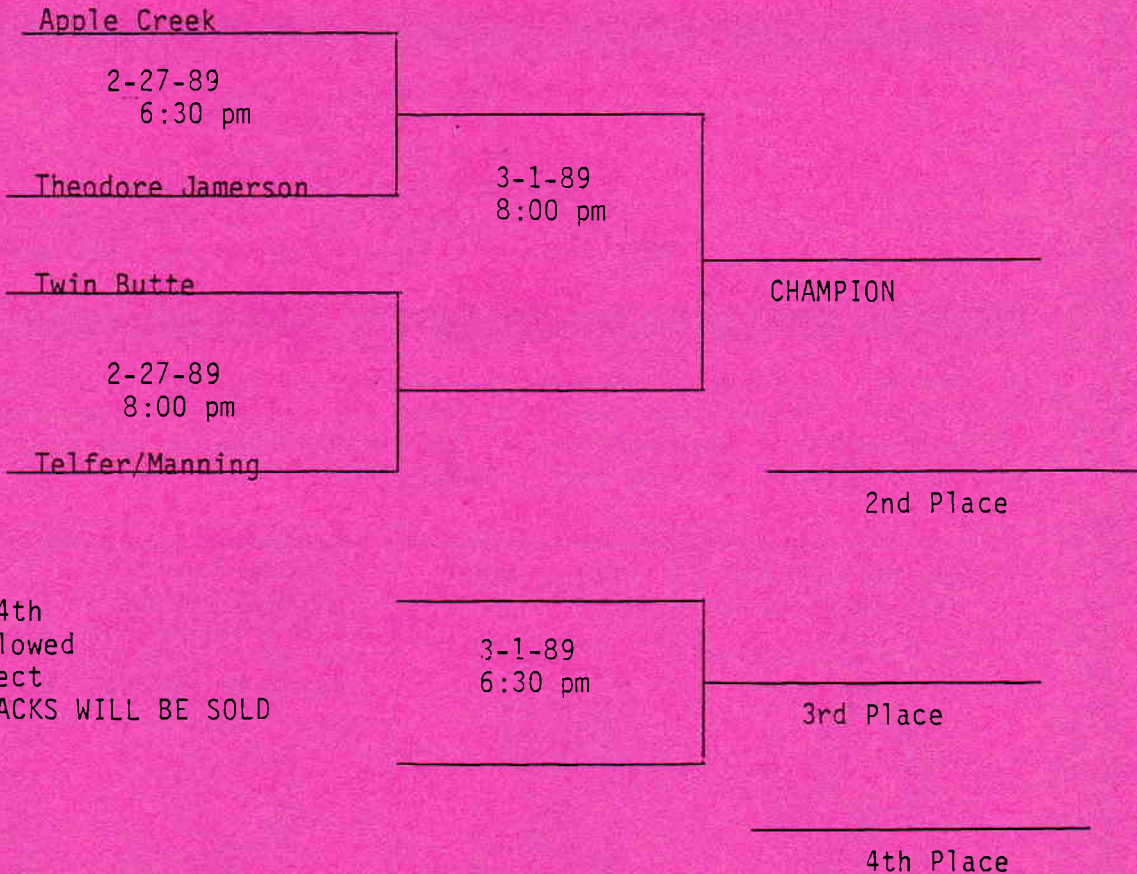 Apple Creek
2-27-89
6:30 pm
Theodore Jamerson
3-1-89
8:00 pm
Twin Butte
CHAMPION
2-27-89
8:00 pm
Telfer/Manning
2nd Place
4th
lowed
ect
ACKS WILL BE SOLD
3-1-89
6:30 pm
3rd Place
4th Place